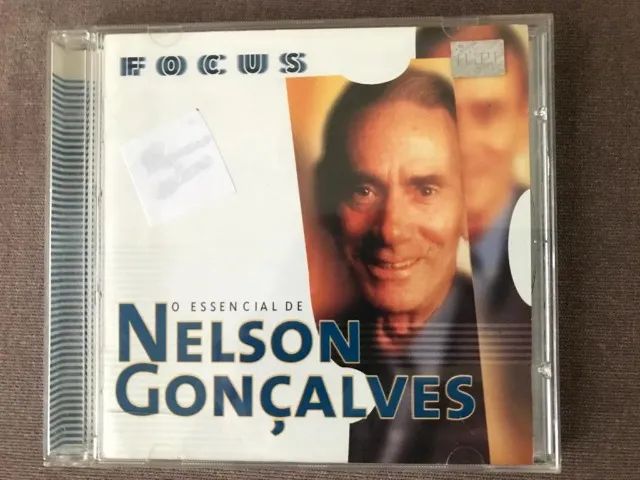 FOCUS
O ESSENCIAL DE
NELSON
GONÇALVES